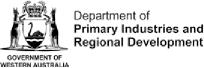 Department of
Primary Industries and
Regional Development
GOVERNMENT OF
WESTERN AUSTRALIA